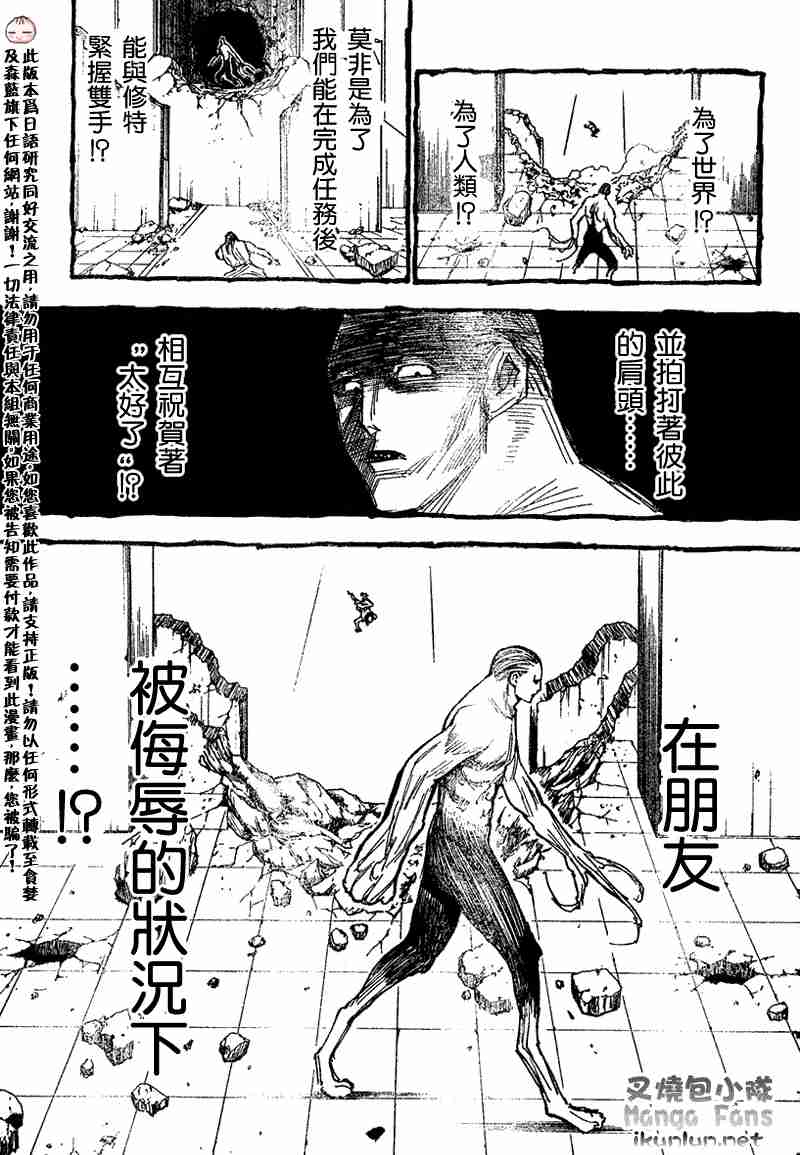 為了世界!?
為了人類!?
莫非是為了
我們能在完成任務後
能與修特
緊握雙手!?
並拍打著彼此
的肩頭……
相互祝賀著
“太好了”!?
在朋友
被侮辱的狀況下
………!?
此版本爲日語研究同好交流之用,請勿用于任何商業用途,如您喜歡此作品,請支持正版!請勿以任何形式轉載至貪婪
及森藍旗下任何網站,謝謝!一切法律責任與本組無關,如果您被告知需要付款才能看到此漫畫,那麼,您被騙了!
叉燒包小隊
Manga Fans
ikunlun.net